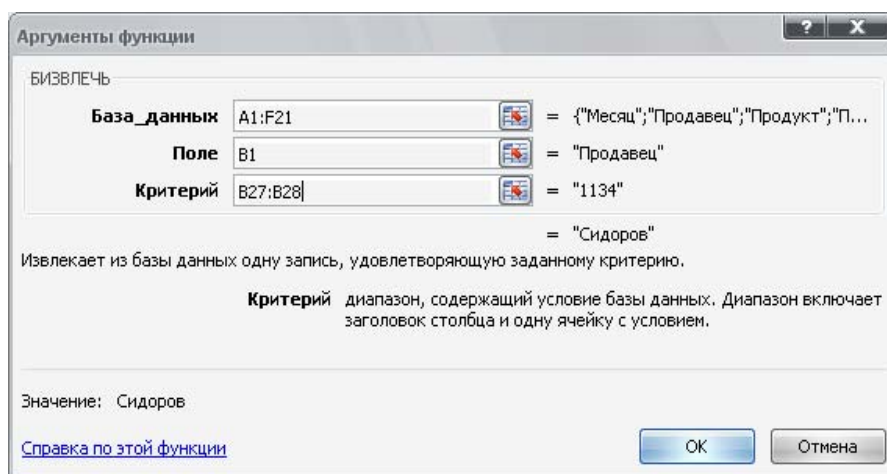 Аргументы функции
БИЗВЛЕЧЬ
База_данных A1:F21 = {"Месяц";"Продавец";"Продукт";"П...
Поле B1 = "Продавец"
Критерий B27:B28 = "1134"
= "Сидоров"
Извлекает из базы данных одну запись, удовлетворяющую заданному критерию.
Критерий диапазон, содержащий условие базы данных. Диапазон включает
заголовок столбца и одну ячейку с условием.
Значение: Сидоров
Справка по этой функции OK Отмена